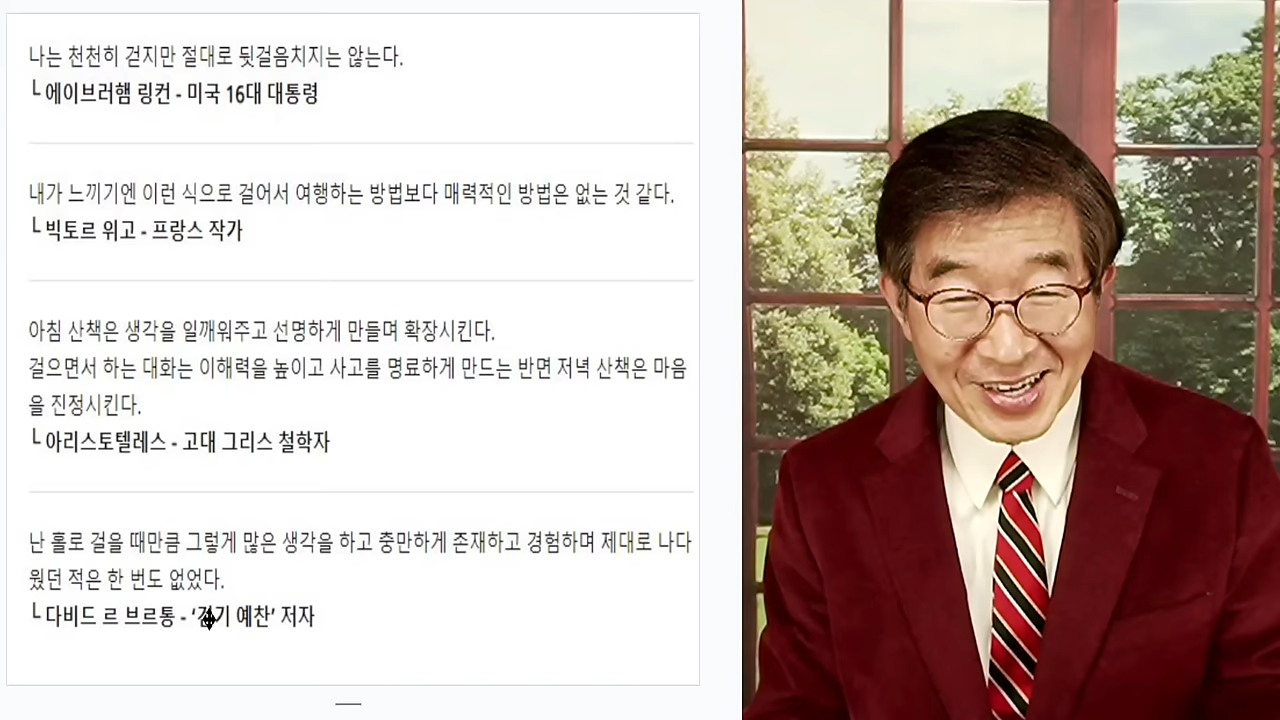 나는 천천히 걷지만 절대로 뒷걸음치지는 않는다.
└ 에이브러햄 링컨 - 미국 16대 대통령
내가 느끼기엔 이런 식으로 걸어서 여행하는 방법보다 매력적인 방법은 없는 것 같다.
└ 빅토르 위고 - 프랑스 작가
아침 산책은 생각을 일깨워주고 선명하게 만들며 확장시킨다.
걸으면서 하는 대화는 이해력을 높이고 사고를 명료하게 만드는 반면 저녁 산책은 마음
을 진정시킨다.
└ 아리스토텔레스 - 고대 그리스 철학자
난 홀로 걸을 때만큼 그렇게 많은 생각을 하고 충만하게 존재하고 경험하며 제대로 나다
웠던 적은 한 번도 없었다.
└ 다비드 르 브르통 - ‘걷기 예찬’ 저자